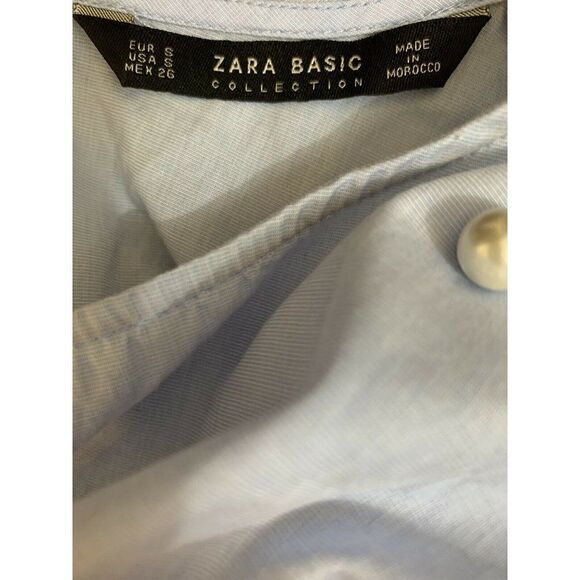 EUR S
USA S
MEX 26
ZARA BASIC
COLLECTION
MADE
IN
MOROCCO